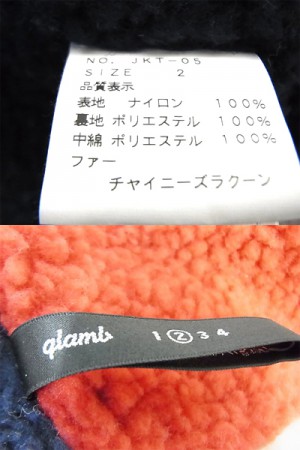 NO. JKT-05
SIZE 2
品質表示
表地 ナイロン 100%
裏地 ポリエステル 100%
中綿 ポリエステル 100%
ファー
チャイニーズラクーン
glamb 1 ② 3 4